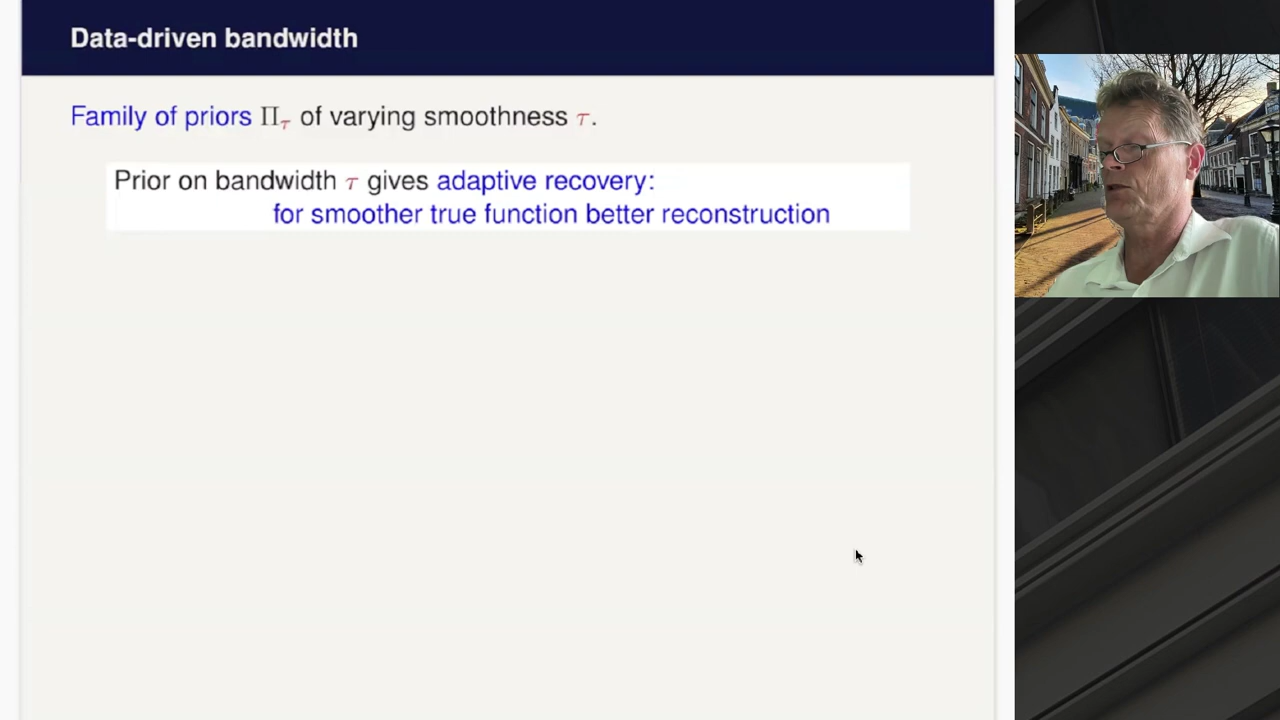 Data-driven bandwidth
Family of priors Π_τ of varying smoothness τ.
Prior on bandwidth τ gives adaptive recovery:
for smoother true function better reconstruction